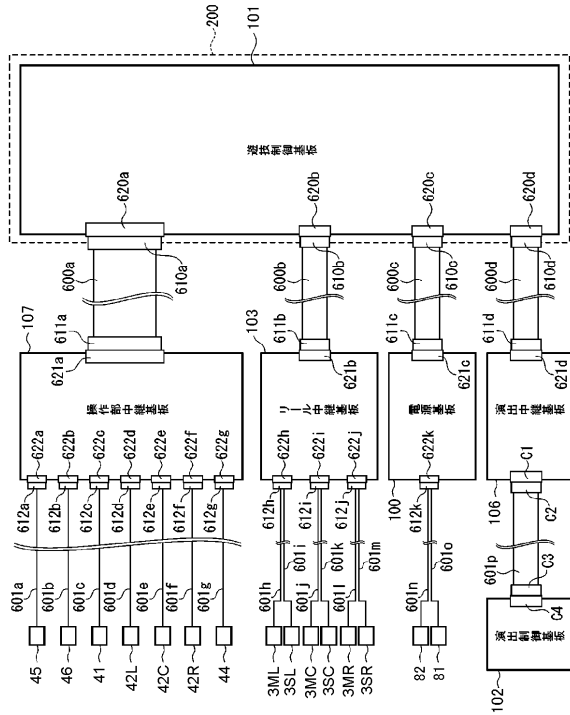 200
101
遊技制御基板
620a
620b
620c
620d
610a
610b
610c
610d
600a
600b
600c
600d
611a
611b
611c
611d
621a
621b
621c
621d
107
操作部中継基板
103
リール中継基板
電源基板
100
演出中継基板
106
622a
622b
622c
622d
622e
622f
622g
622h
622i
622j
622k
612a
612b
612c
612d
612e
612f
612g
612h
612i
612j
612k
C1
C2
C3
C4
601a
601b
601c
601d
601e
601f
601g
601h
601i
601j
601k
601l
601m
601n
601o
601p
45
46
41
42L
42C
42R
44
3ML
3SL
3MC
3SC
3MR
3SR
82
81
演出制御基板
102